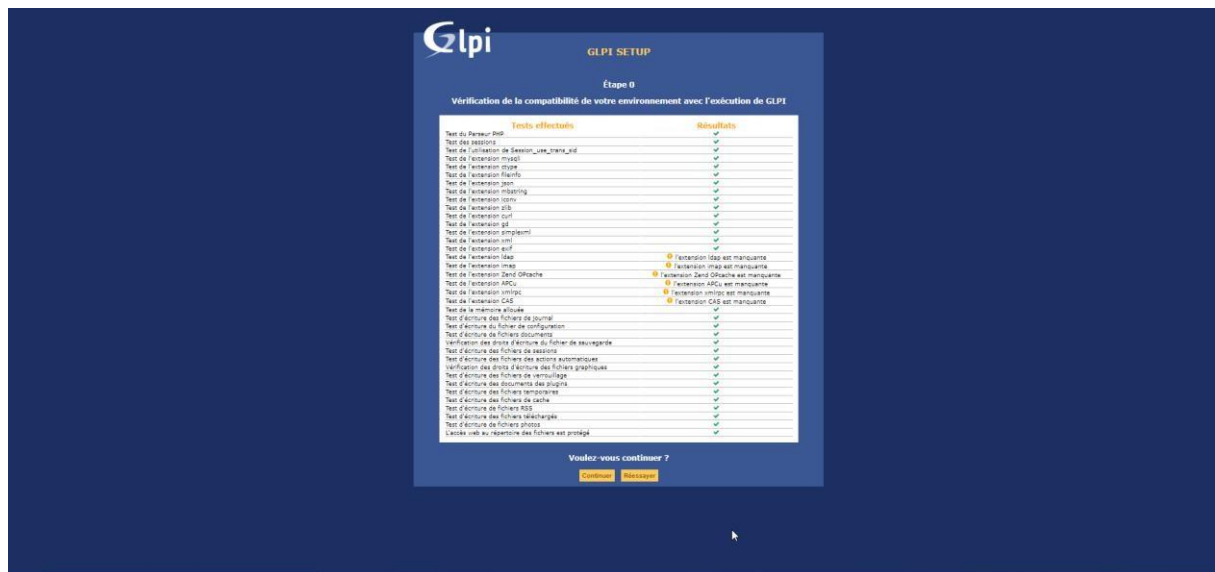 Glpi
GLPI SETUP
Étape 0
Vérification de la compatibilité de votre environnement avec l'exécution de GLPI
Tests effectués Résultats
Test du Parseur PHP
Test des sessions
Test de l'utilisation de Session_use_trans_sid
Test de l'extension mysqli
Test de l'extension ctype
Test de l'extension fileinfo
Test de l'extension json
Test de l'extension mbstring
Test de l'extension iconv
Test de l'extension zlib
Test de l'extension curl
Test de l'extension gd
Test de l'extension simplexml
Test de l'extension xml
Test de l'extension exif
Test de l'extension ldap l'extension ldap est manquante
Test de l'extension imap l'extension imap est manquante
Test de l'extension Zend OPcache l'extension Zend OPcache est manquante
Test de l'extension APCu l'extension APCu est manquante
Test de l'extension xmlrpc l'extension xmlrpc est manquante
Test de l'extension CAS l'extension CAS est manquante
Test de la mémoire allouée
Test d'écriture des fichiers de journal
Test d'écriture du fichier de configuration
Test d'écriture de fichiers documents
Vérification des droits d'écriture du fichier de sauvegarde
Test d'écriture des fichiers de sessions
Test d'écriture des fichiers des actions automatiques
Vérification des droits d'écriture des fichiers graphiques
Test d'écriture des fichiers de verrouillage
Test d'écriture des documents des plugins
Test d'écriture des fichiers temporaires
Test d'écriture des fichiers de cache
Test d'écriture de fichiers RSS
Test d'écriture des fichiers téléchargés
Test d'écriture de fichiers photos
L'accès web au répertoire des fichiers est protégé
Voulez-vous continuer ?
Continuer Réessayer